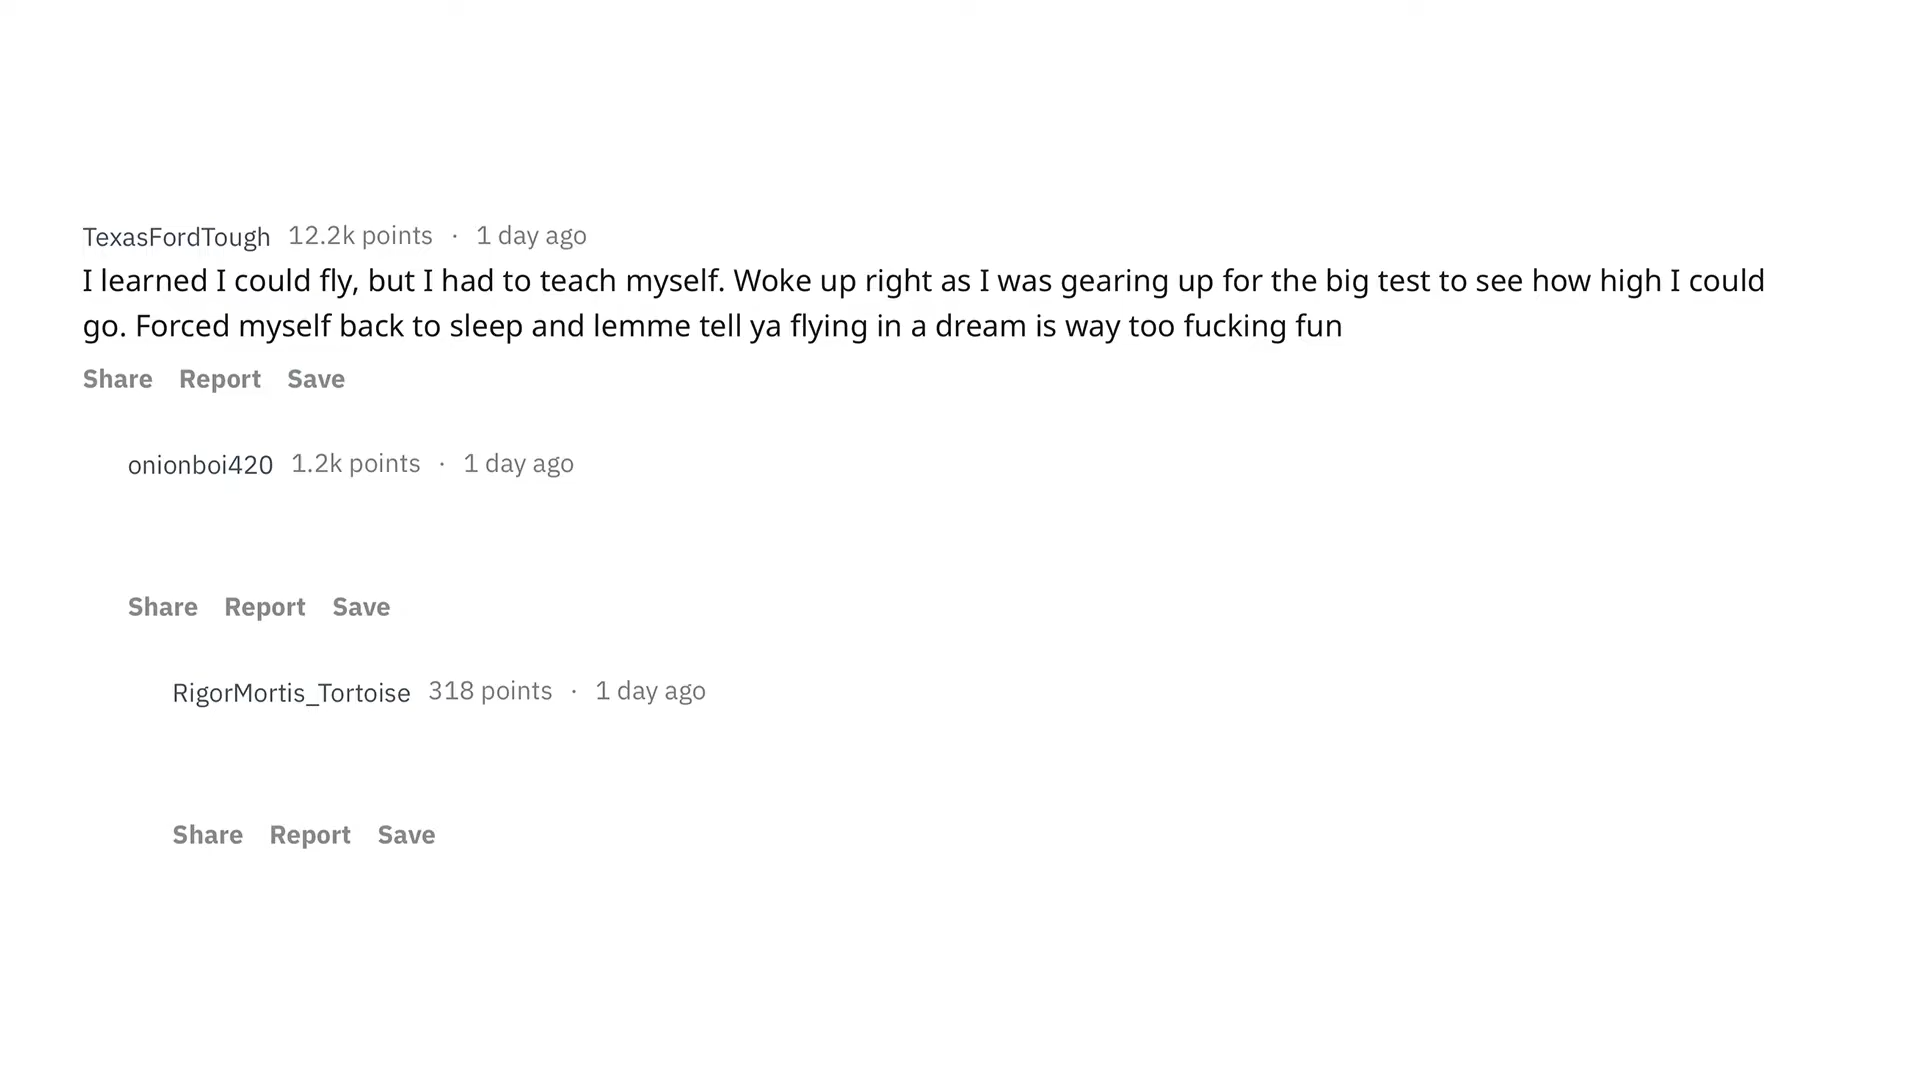 TexasFordTough 12.2k points · 1 day ago
I learned I could fly, but I had to teach myself. Woke up right as I was gearing up for the big test to see how high I could
go. Forced myself back to sleep and lemme tell ya flying in a dream is way too fucking fun
Share Report Save
onionboi420 1.2k points · 1 day ago
Share Report Save
RigorMortis_Tortoise 318 points · 1 day ago
Share Report Save